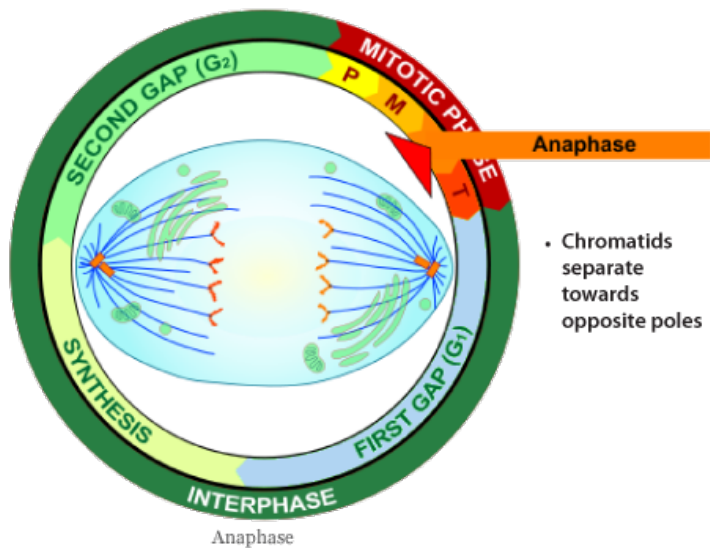 MITOTIC PHASE
SECOND GAP (G2)
P
M
Anaphase
T
• Chromatids
separate
towards
opposite poles
SYNTHESIS
FIRST GAP (G1)
INTERPHASE
Anaphase